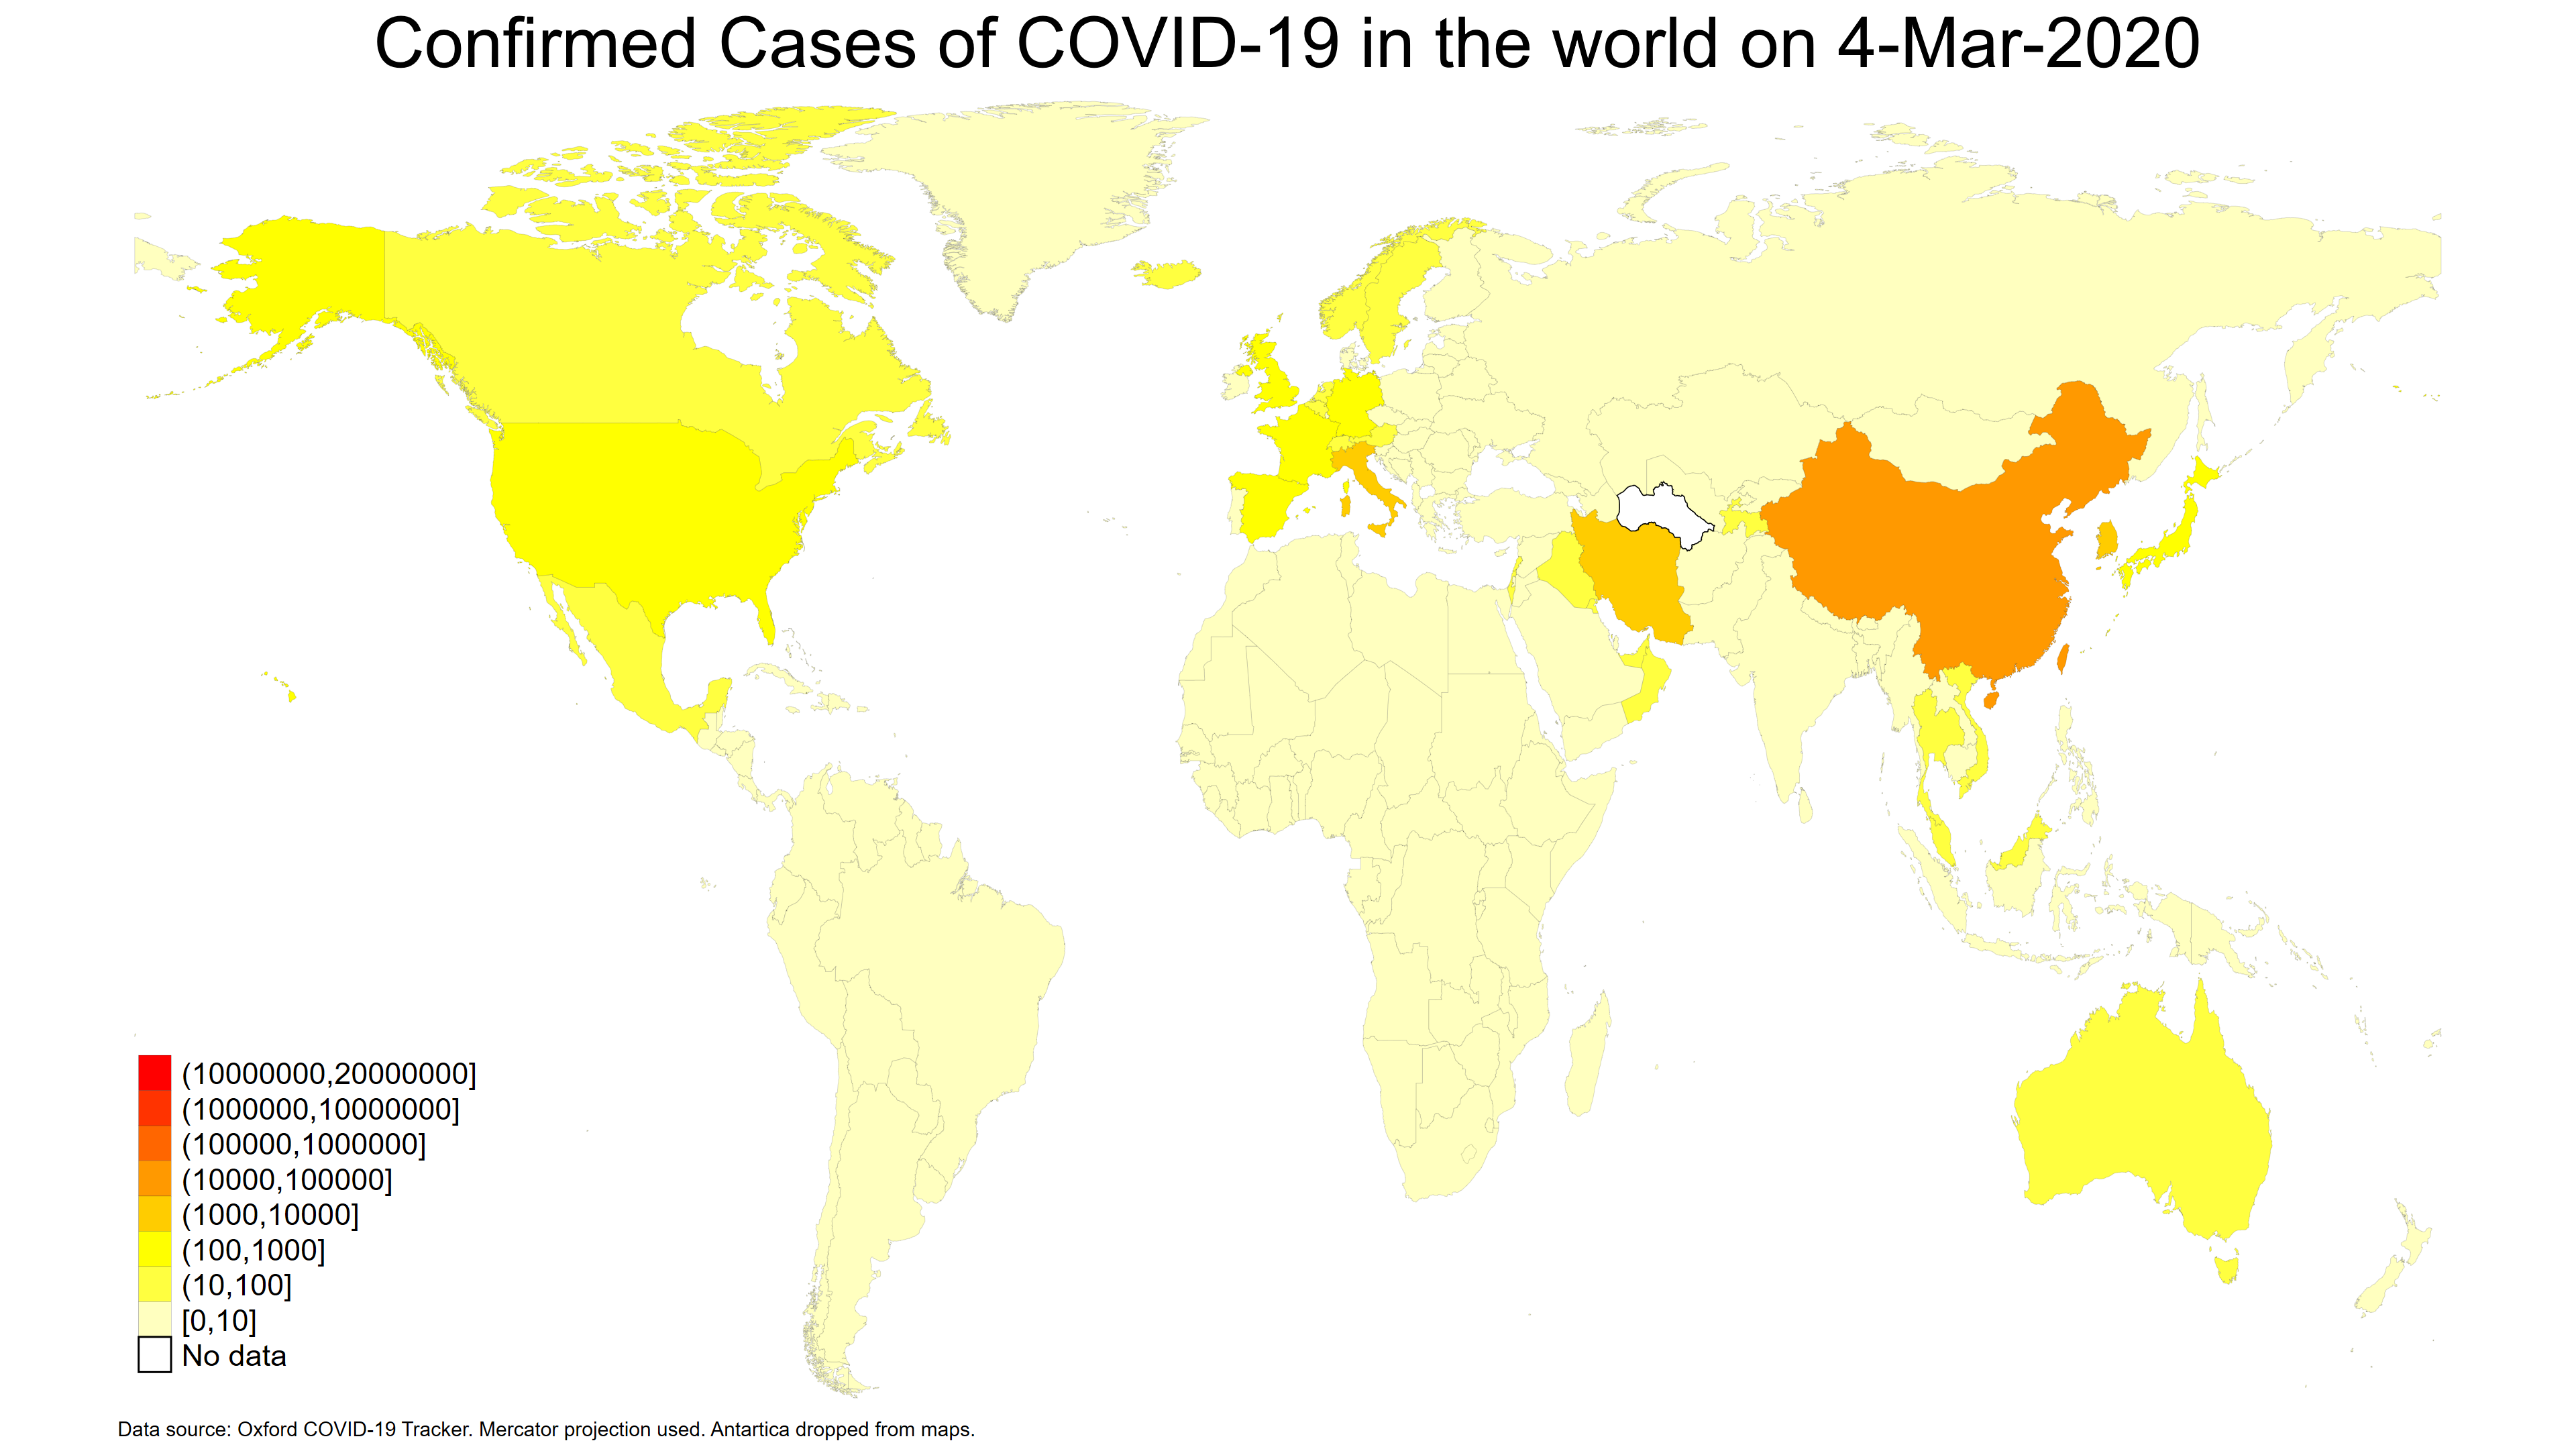 Confirmed Cases of COVID-19 in the world on 4-Mar-2020
(10000000,20000000]
(1000000,10000000]
(100000,1000000]
(10000,100000]
(1000,10000]
(100,1000]
(10,100]
[0,10]
No data
Data source: Oxford COVID-19 Tracker. Mercator projection used. Antartica dropped from maps.